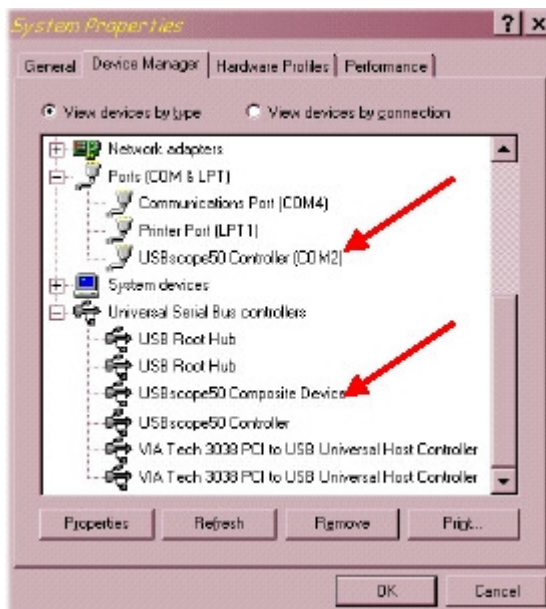 System Properties ? ×
General Device Manager Hardware Profiles Performance
View devices by type View devices by connection
Network adapters
Ports (COM & LPT)
Communications Port (COM4)
Printer Port (LPT1)
USBscope50 Controller (COM2)
System devices
Universal Serial Bus controllers
USB Root Hub
USB Root Hub
USBscope50 Composite Device
USBscope50 Controller
VIA Tech 3038 PCI to USB Universal Host Controller
VIA Tech 3038 PCI to USB Universal Host Controller
Properties Refresh Remove Print...
OK Cancel